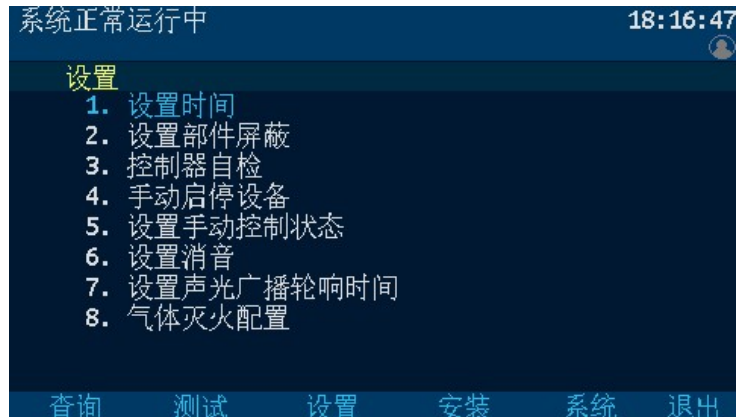 系统正常运行中 18:16:47
设置
1. 设置时间
2. 设置部件屏蔽
3. 控制器自检
4. 手动启停设备
5. 设置手动控制状态
6. 设置消音
7. 设置声光广播轮响时间
8. 气体灭火配置
查询 测试 设置 安装 系统 退出